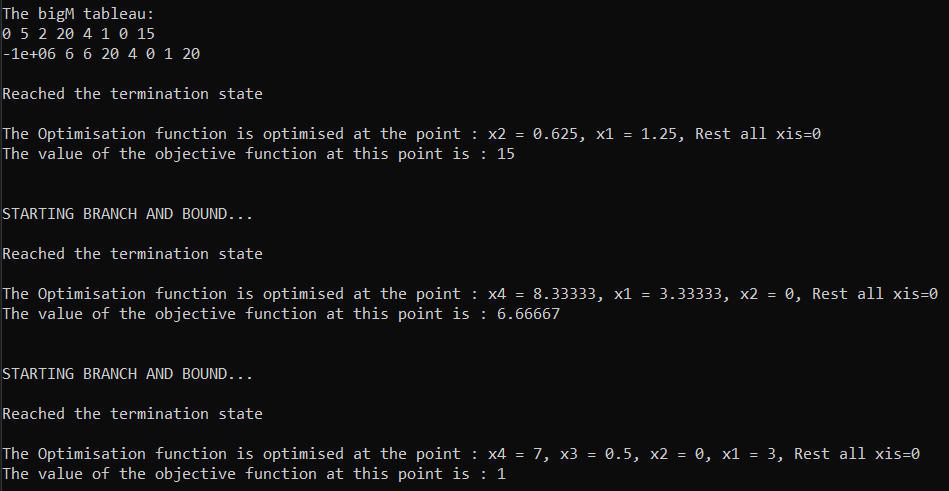 The bigM tableau:
0 5 2 20 4 1 0 15
-1e+06 6 6 20 4 0 1 20
Reached the termination state
The Optimisation function is optimised at the point : x2 = 0.625, x1 = 1.25, Rest all xis=0
The value of the objective function at this point is : 15
STARTING BRANCH AND BOUND...
Reached the termination state
The Optimisation function is optimised at the point : x4 = 8.33333, x1 = 3.33333, x2 = 0, Rest all xis=0
The value of the objective function at this point is : 6.66667
STARTING BRANCH AND BOUND...
Reached the termination state
The Optimisation function is optimised at the point : x4 = 7, x3 = 0.5, x2 = 0, x1 = 3, Rest all xis=0
The value of the objective function at this point is : 1